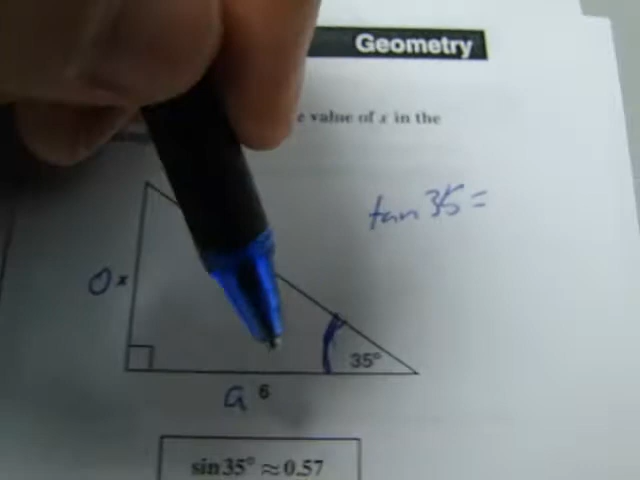 Geometry
value of x in the
tan 35 =
O x
35°
a 6
sin 35° ≈ 0.57